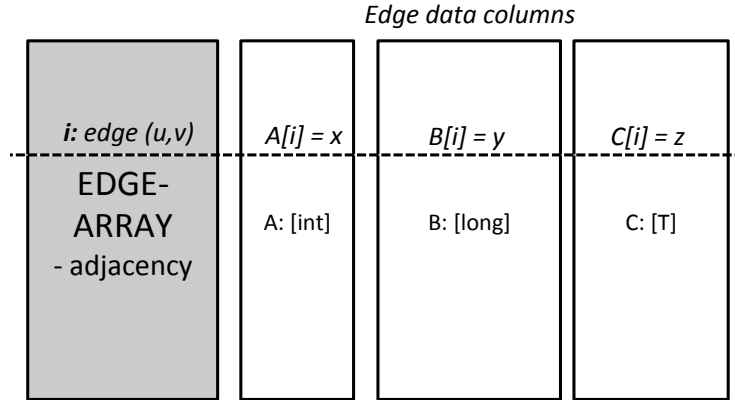 Edge data columns
i: edge (u,v)
A[i] = x
B[i] = y
C[i] = z
EDGE-
ARRAY
- adjacency
A: [int]
B: [long]
C: [T]